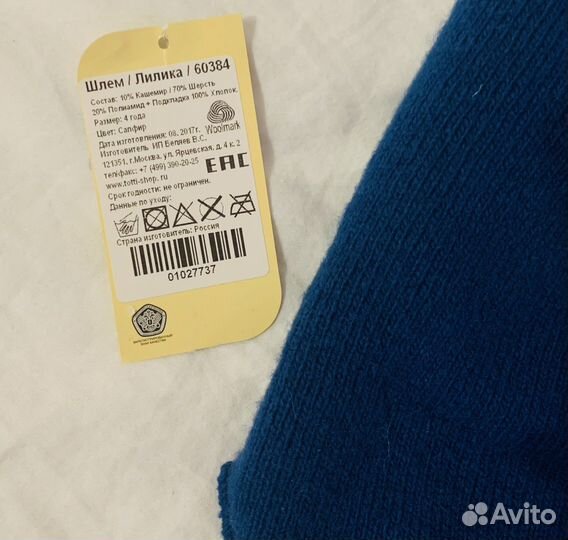 Шлем / Лилика / 60384
Состав: 10% Кашемир / 70% Шерсть
20% Полиамид + Подкладка 100% Хлопок.
Размер: 4 года
Цвет: Сапфир
Дата изготовления: 08. 2017г.
Изготовитель: ИП Беляев В.С.
Woolmark
121351, г.Москва, ул. Ярцевская, д. 4 к. 2
тел/факс: +7 (499) 390-20-25
EAC
www.totti-shop.ru
Срок годности: не ограничен.
Данные по уходу:
Страна изготовитель: Россия
01027737
Avito